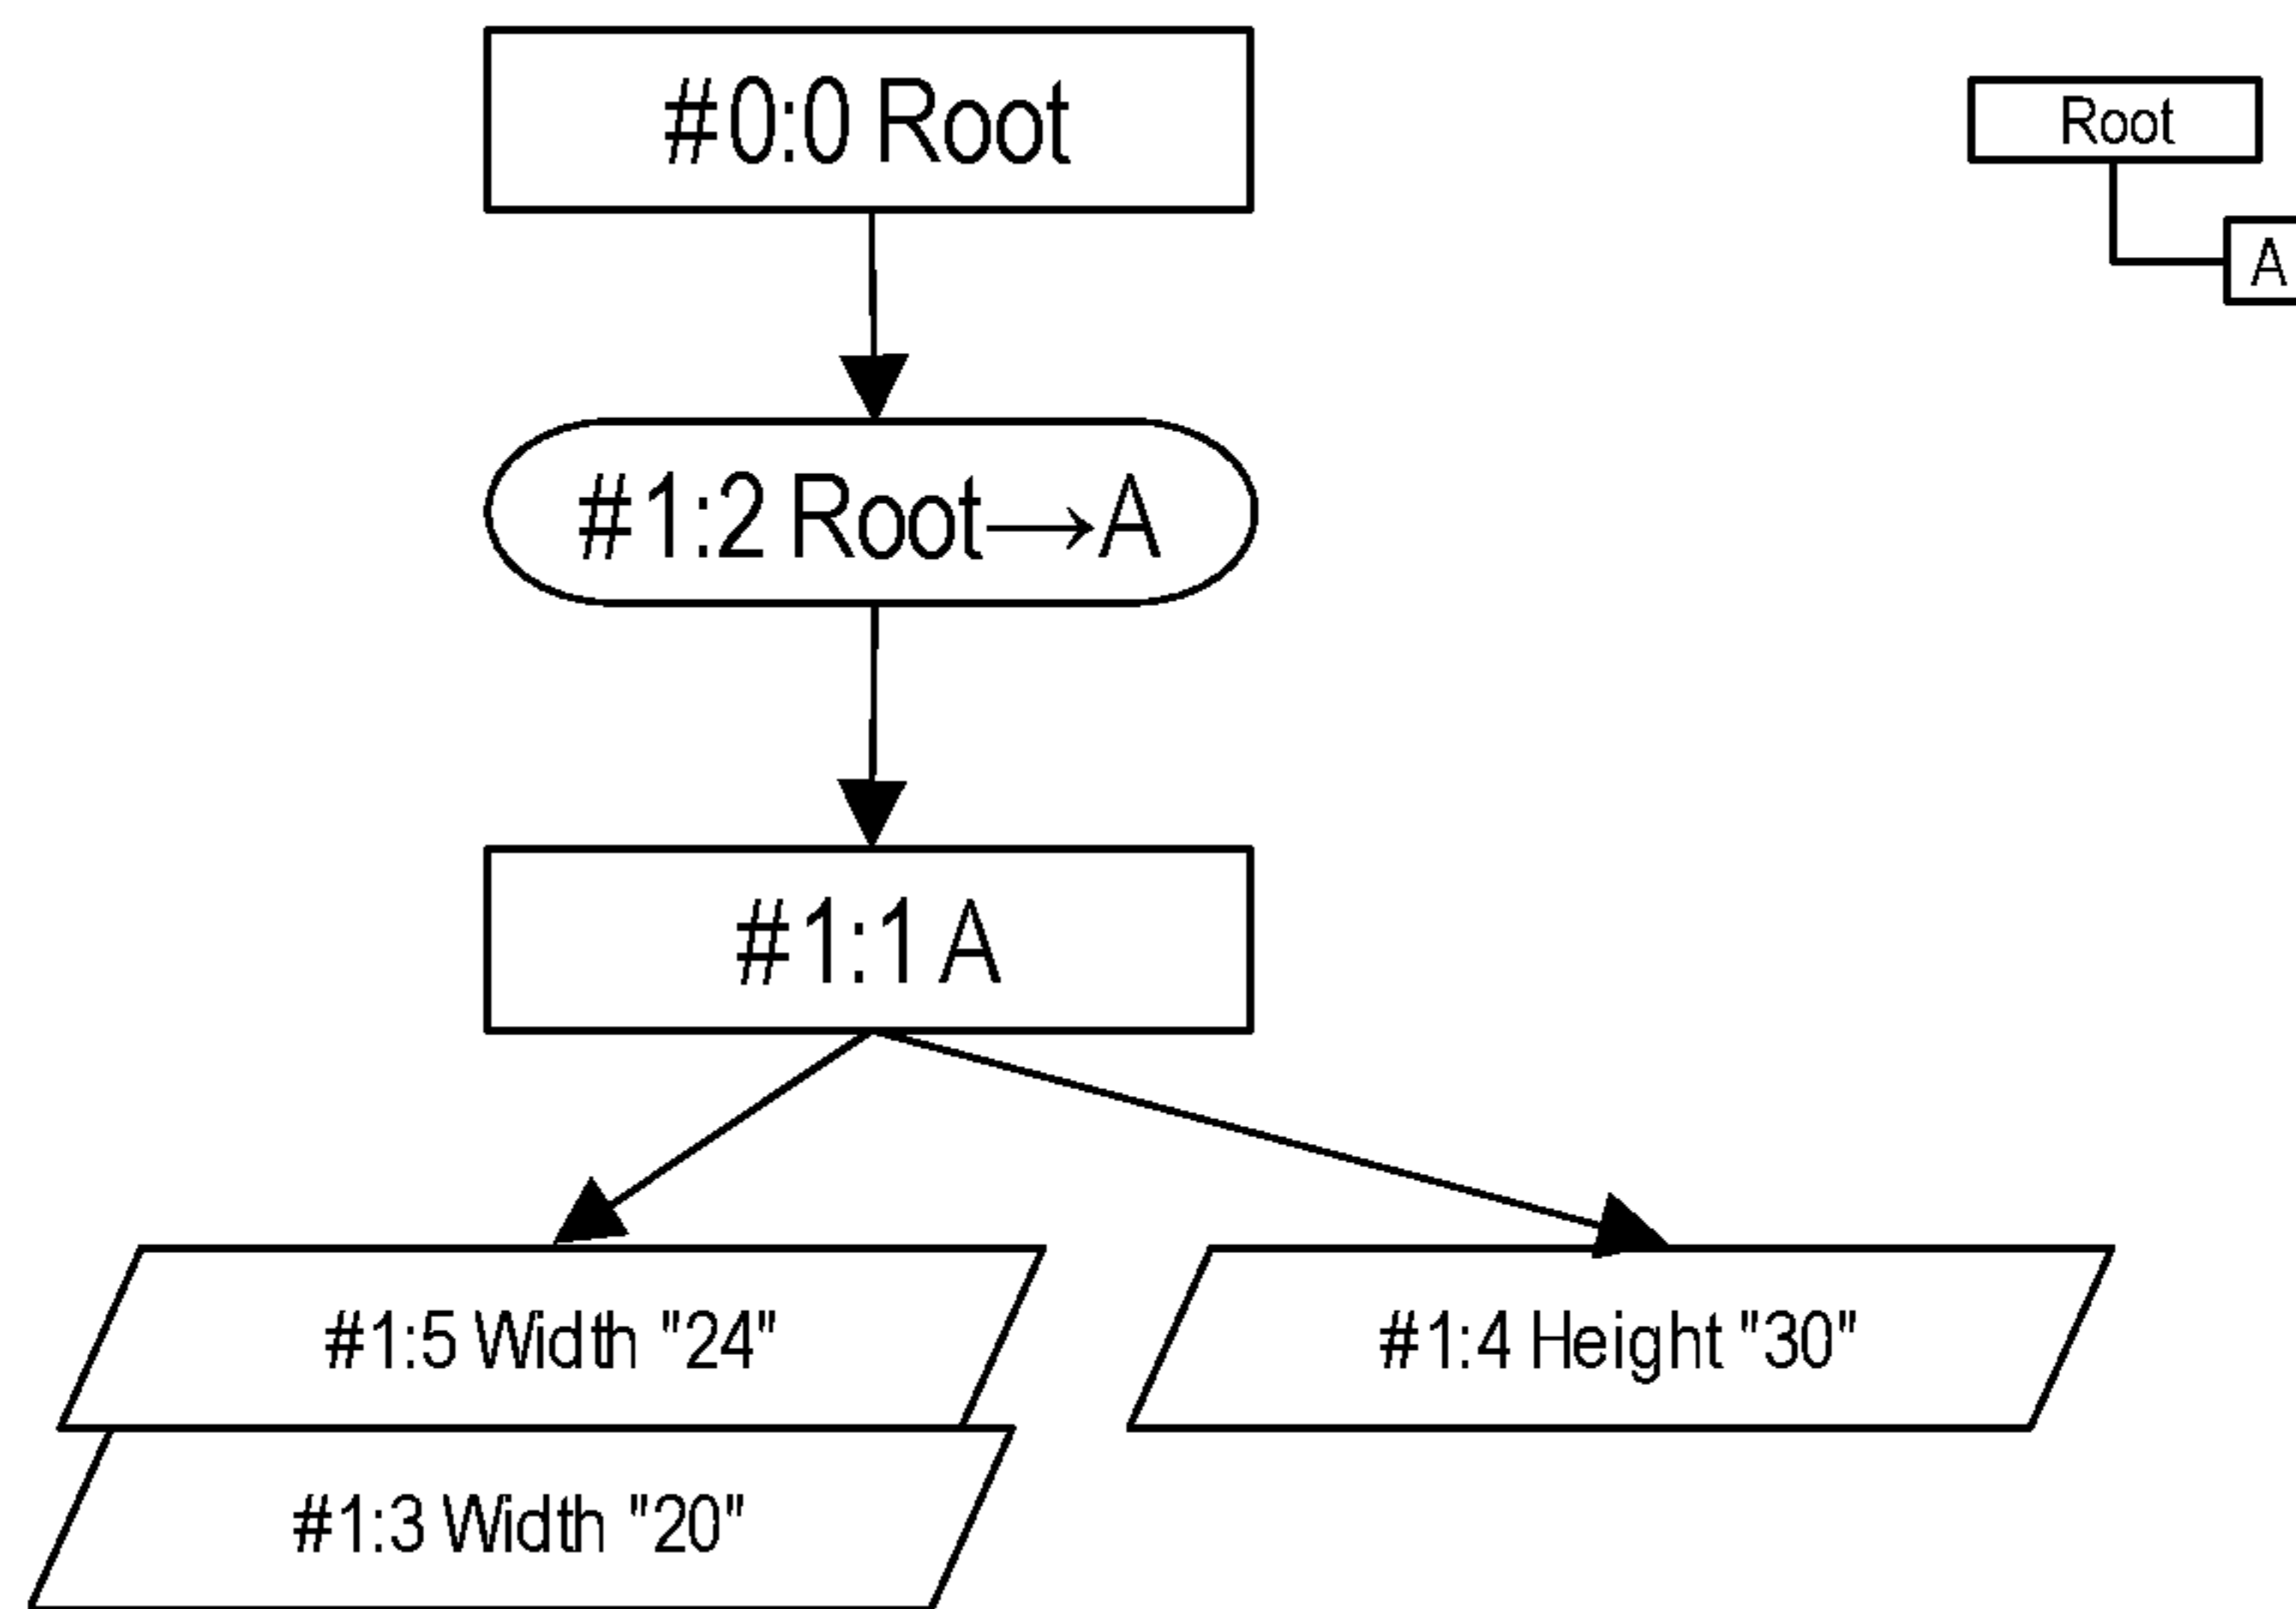 #0:0 Root
Root
A
#1:2 Root→A
#1:1 A
#1:5 Width "24"
#1:4 Height "30"
#1:3 Width "20"